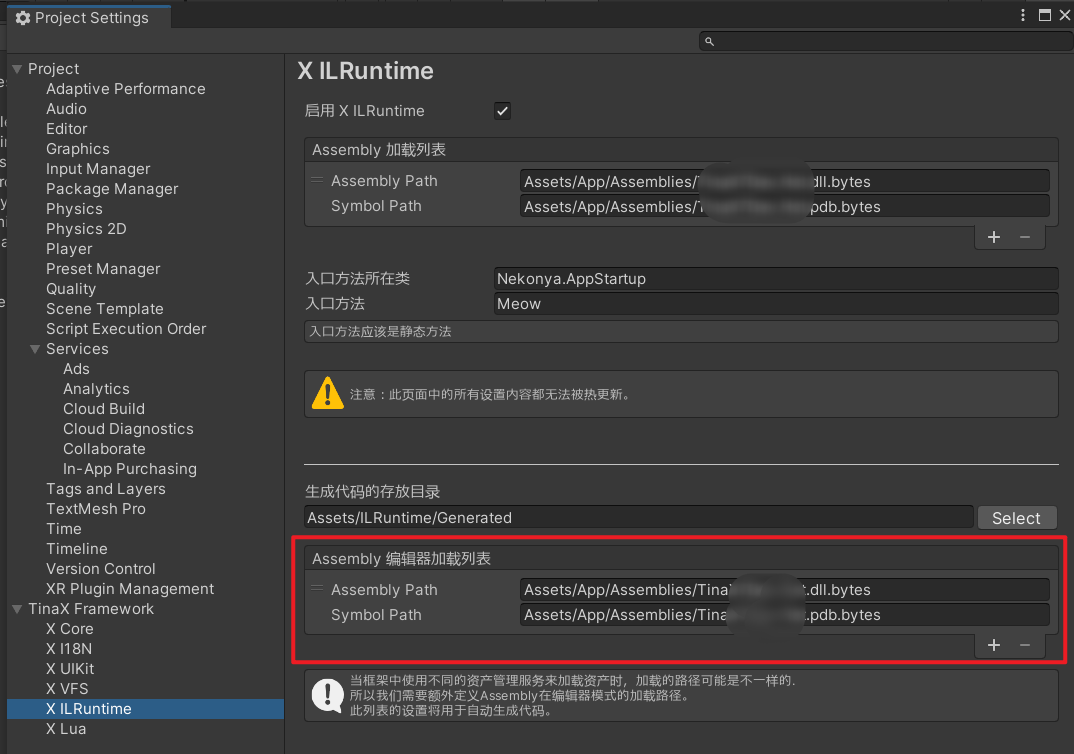 Project Settings
Project
Adaptive Performance
Audio
Editor
Graphics
Input Manager
Package Manager
Physics
Physics 2D
Player
Preset Manager
Quality
Scene Template
Script Execution Order
Services
Ads
Analytics
Cloud Build
Cloud Diagnostics
Collaborate
In-App Purchasing
Tags and Layers
TextMesh Pro
Time
Timeline
Version Control
XR Plugin Management
TinaX Framework
X Core
X I18N
X UIKit
X VFS
X ILRuntime
X Lua
X ILRuntime
启用 X ILRuntime
Assembly 加载列表
Assembly Path Assets/App/Assemblies/ dll.bytes
Symbol Path Assets/App/Assemblies/ pdb.bytes
+ −
入口方法所在类 Nekonya.AppStartup
入口方法 Meow
入口方法应该是静态方法
注意：此页面中的所有设置内容都无法被热更新。
生成代码的存放目录
Assets/ILRuntime/Generated Select
Assembly 编辑器加载列表
Assembly Path Assets/App/Assemblies/Tina .dll.bytes
Symbol Path Assets/App/Assemblies/Tina .pdb.bytes
+ −
当框架中使用不同的资产管理服务来加载资产时，加载的路径可能是不一样的.
所以我们需要额外定义Assembly在编辑器模式的加载路径。
此列表的设置将用于自动生成代码。